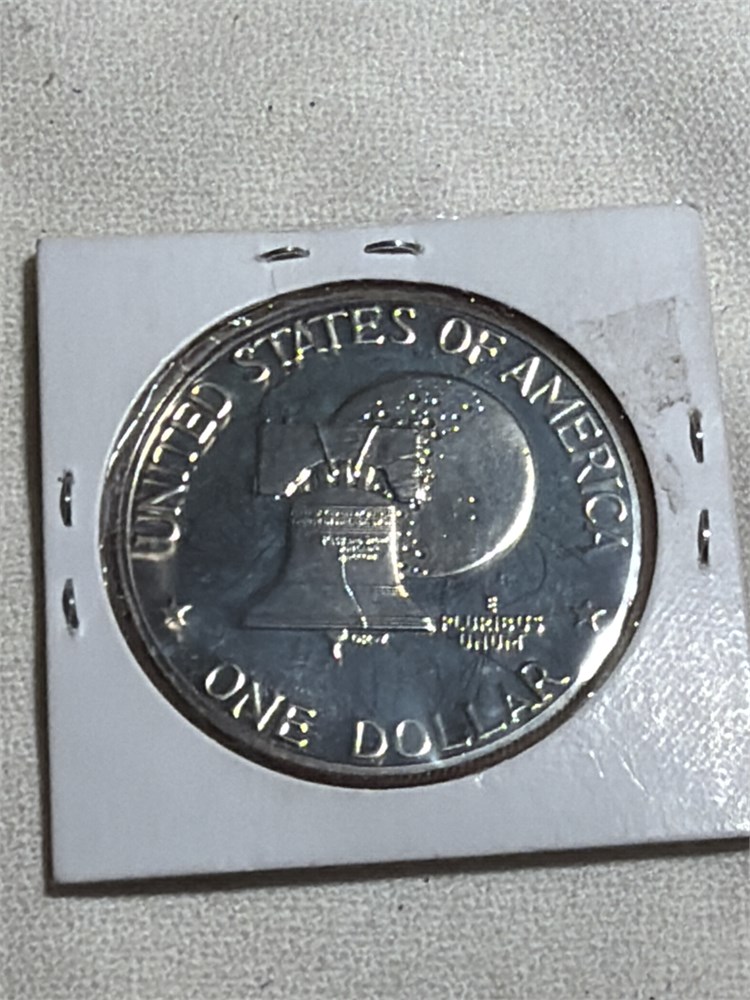 UNITED STATES OF AMERICA
E
PLURIBUS
UNUM
ONE DOLLAR